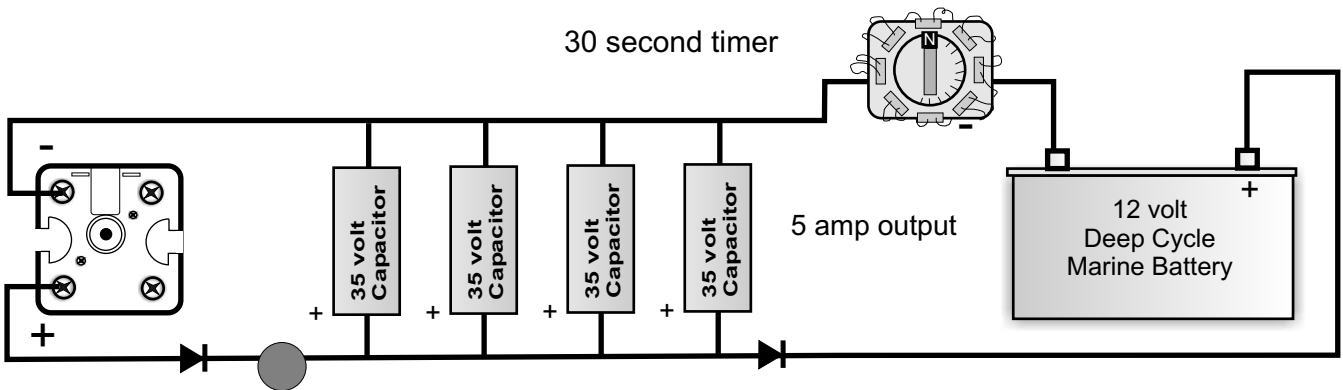 30 second timer
N
-
-
35 volt
Capacitor
35 volt
Capacitor
35 volt
Capacitor
35 volt
Capacitor
5 amp output
+
12 volt
Deep Cycle
Marine Battery
+
+
+
+
+